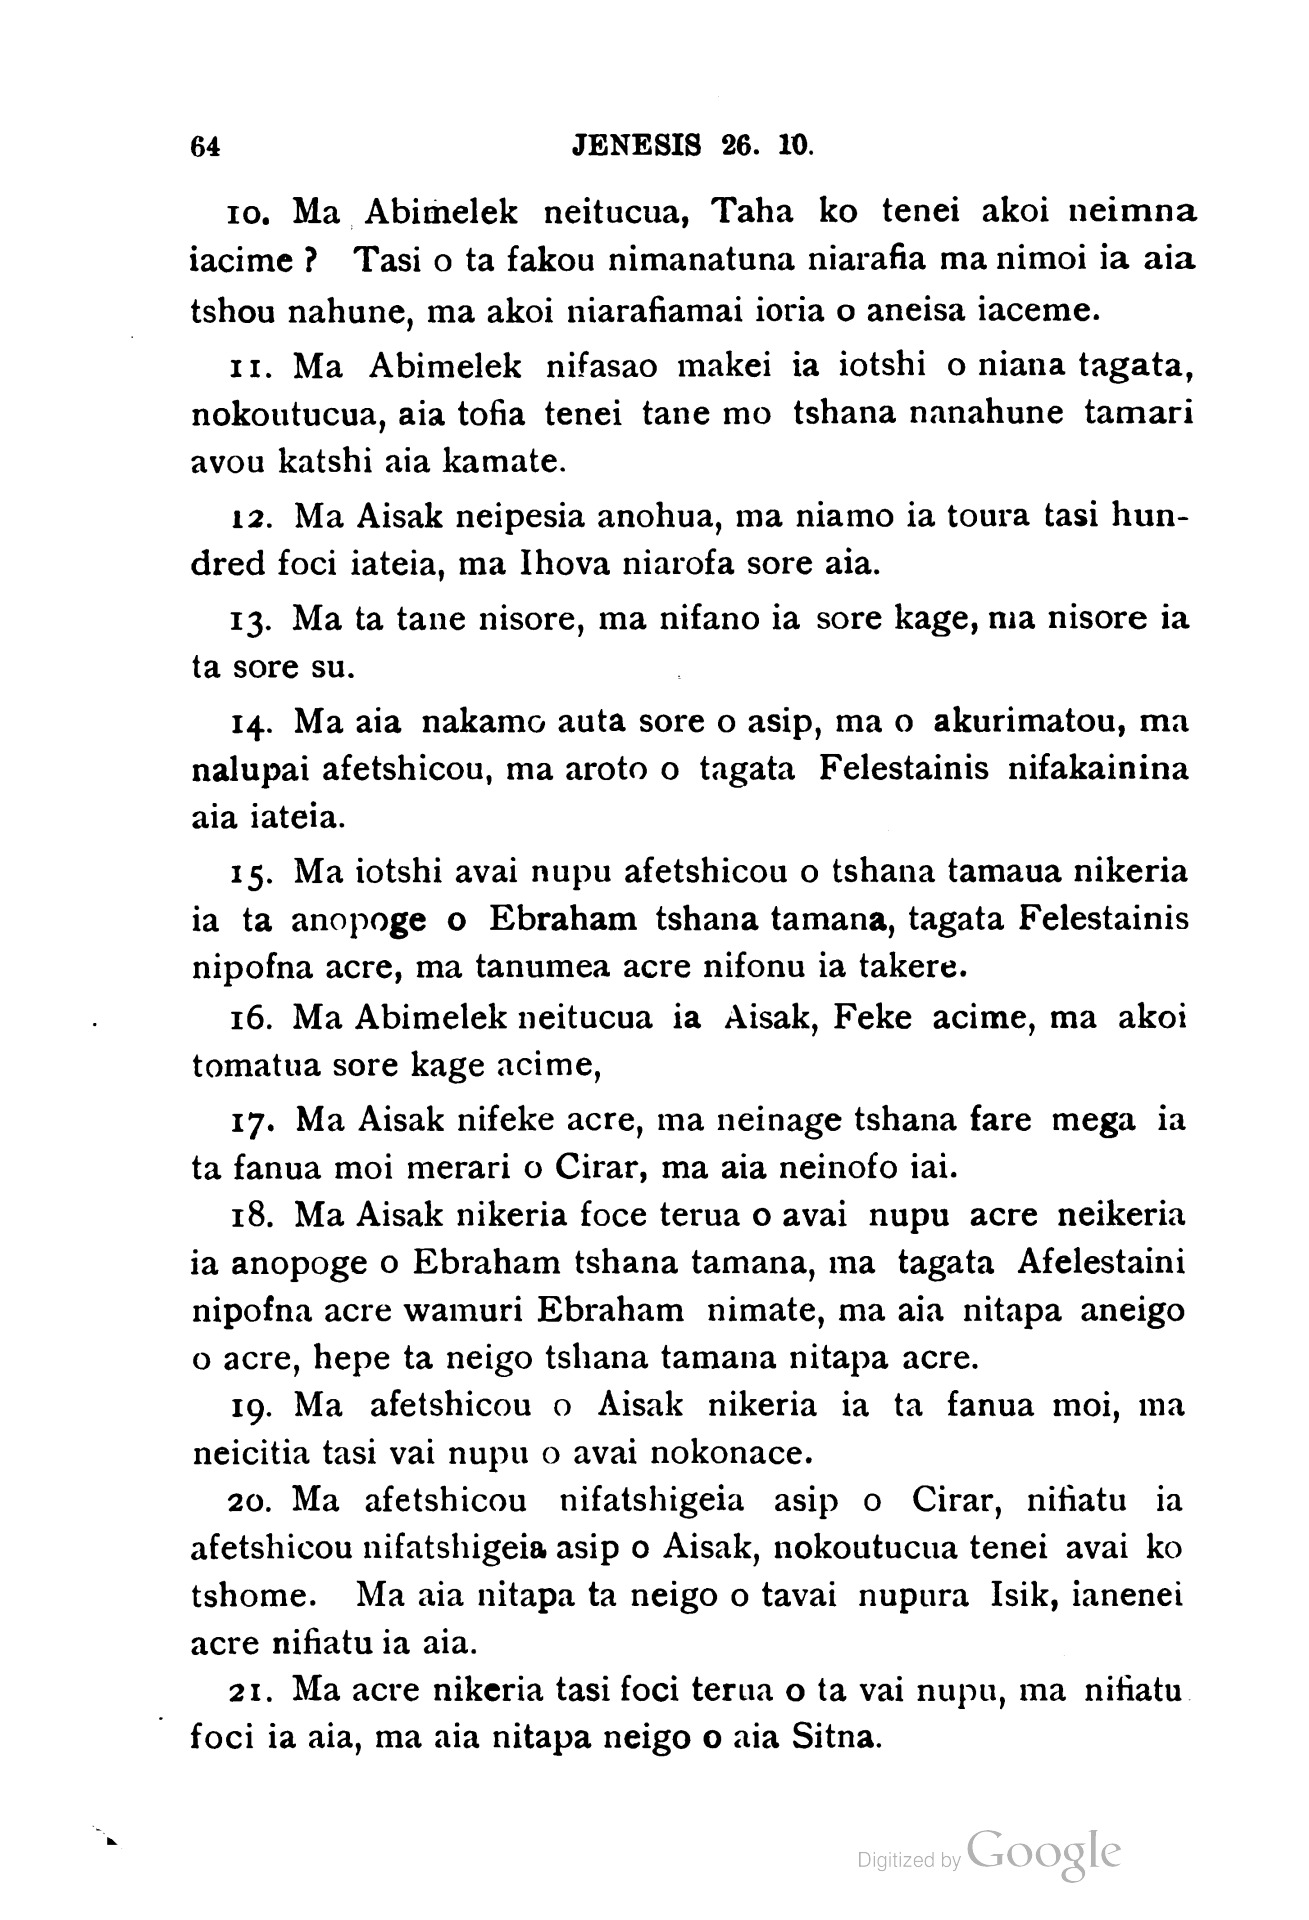 64 JENESIS 26. 10.
10. Ma Abimelek neitucua, Taha ko tenei akoi neimna
iacime ? Tasi o ta fakou nimanatuna niarafia ma nimoi ia aia
tshou nahune, ma akoi niarafiamai ioria o aneisa iaceme.
11. Ma Abimelek nifasao makei ia iotshi o niana tagata,
nokoutucua, aia tofia tenei tane mo tshana nanahune tamari
avou katshi aia kamate.
12. Ma Aisak neipesia anohua, ma niamo ia toura tasi hun-
dred foci iateia, ma Ihova niarofa sore aia.
13. Ma ta tane nisore, ma nifano ia sore kage, ma nisore ia
ta sore su.
14. Ma aia nakamo auta sore o asip, ma o akurimatou, ma
nalupai afetshicou, ma aroto o tagata Felestainis nifakainina
aia iateia.
15. Ma iotshi avai nupu afetshicou o tshana tamaua nikeria
ia ta anopoge o Ebraham tshana tamana, tagata Felestainis
nipofna acre, ma tanumea acre nifonu ia takere.
16. Ma Abimelek neitucua ia Aisak, Feke acime, ma akoi
tomatua sore kage acime,
17. Ma Aisak nifeke acre, ma neinage tshana fare mega ia
ta fanua moi merari o Cirar, ma aia neinofo iai.
18. Ma Aisak nikeria foce terua o avai nupu acre neikeria
ia anopoge o Ebraham tshana tamana, ma tagata Afelestaini
nipofna acre wamuri Ebraham nimate, ma aia nitapa aneigo
o acre, hepe ta neigo tshana tamana nitapa acre.
19. Ma afetshicou o Aisak nikeria ia ta fanua moi, ma
neicitia tasi vai nupu o avai nokonace.
20. Ma afetshicou nifatshigeia asip o Cirar, nifiatu ia
afetshicou nifatshigeia asip o Aisak, nokoutucua tenei avai ko
tshome. Ma aia nitapa ta neigo o tavai nupura Isik, ianenei
acre nifiatu ia aia.
21. Ma acre nikeria tasi foci terua o ta vai nupu, ma nifiatu
foci ia aia, ma aia nitapa neigo o aia Sitna.
Digitized by Google